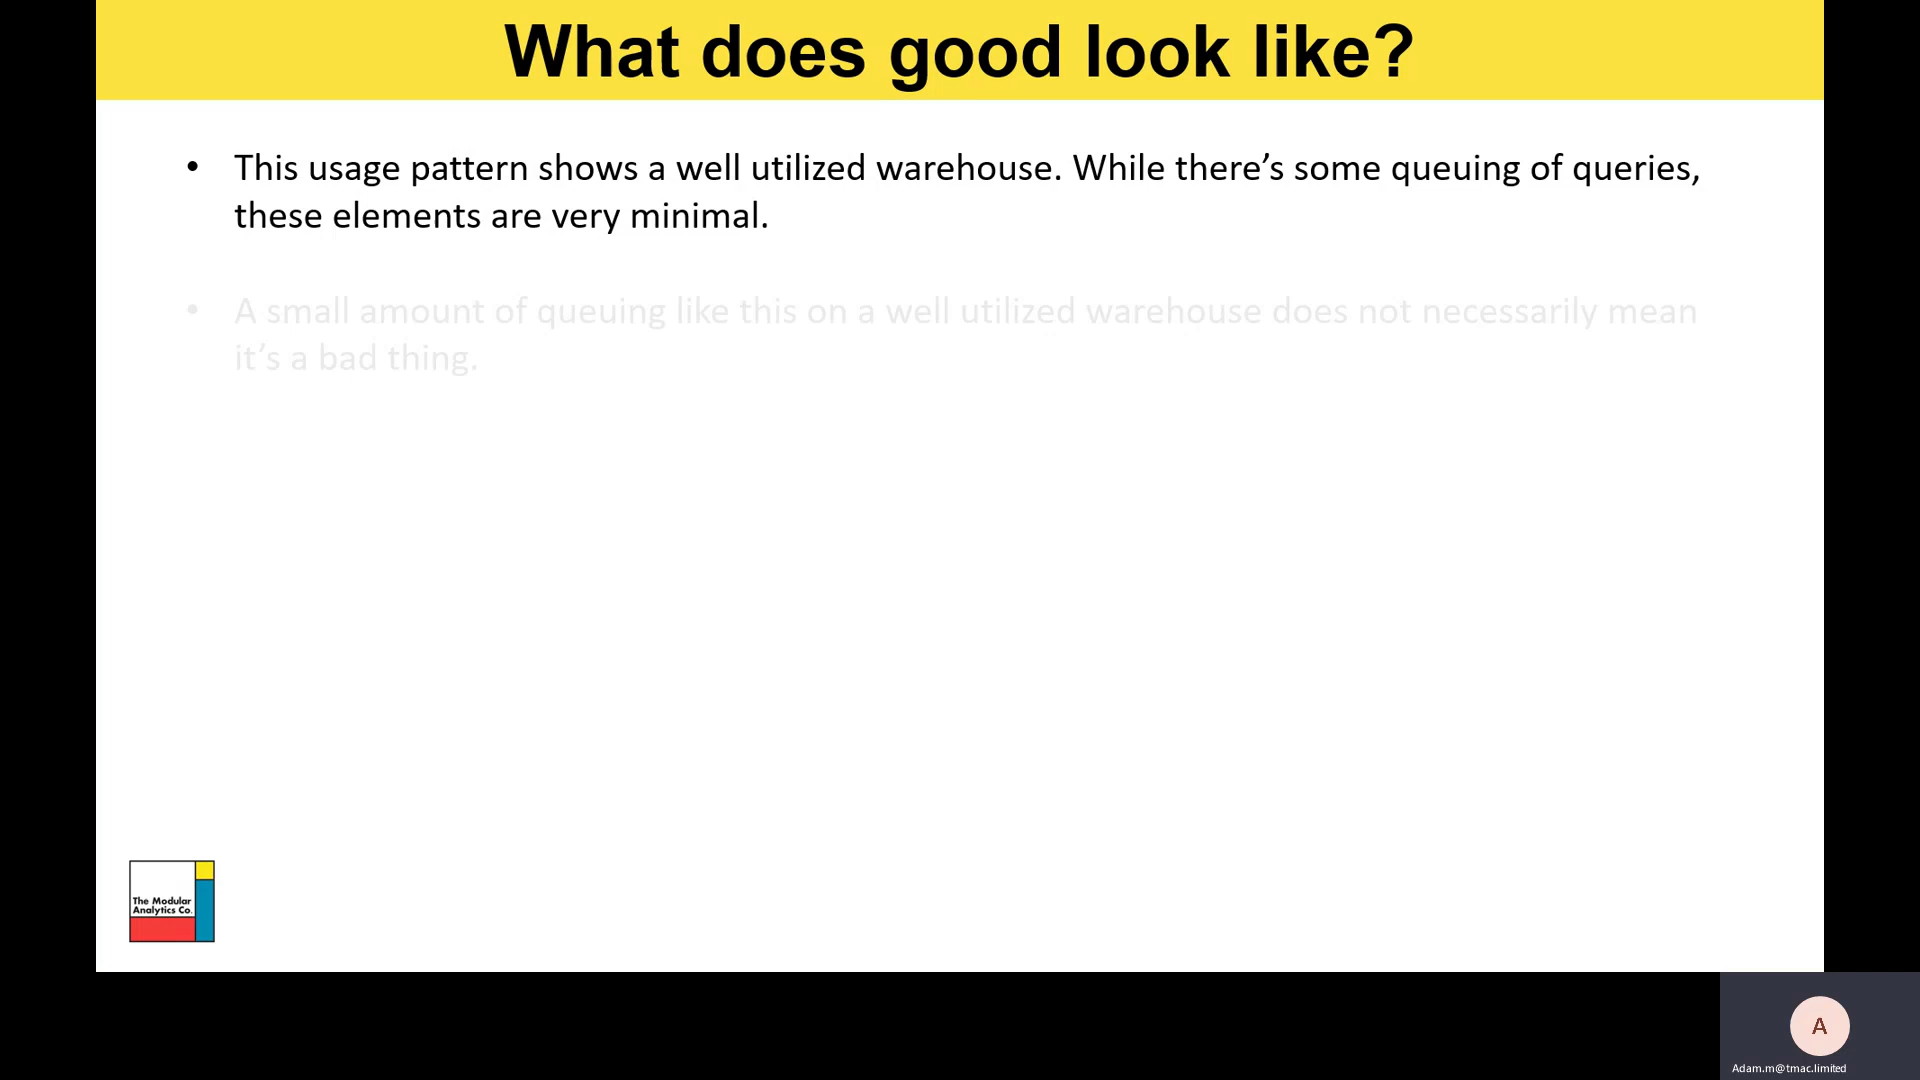 What does good look like?
• This usage pattern shows a well utilized warehouse. While there’s some queuing of queries,
these elements are very minimal.
• A small amount of queuing like this on a well utilized warehouse does not necessarily mean
it’s a bad thing.
The Modular
Analytics Co.
A
Adam.m@tmac.limited